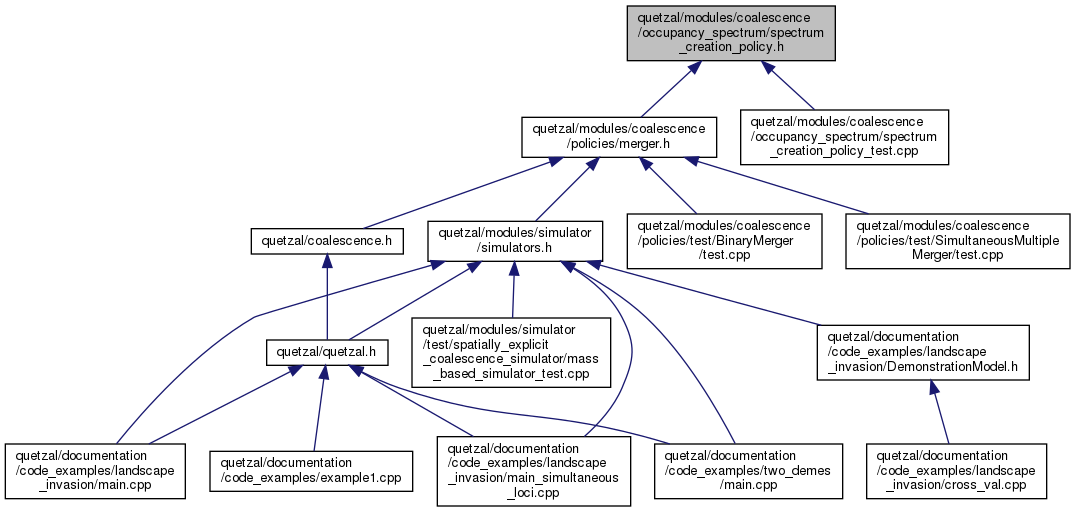 quetzal/modules/coalescence
/occupancy_spectrum/spectrum
_creation_policy.h
quetzal/modules/coalescence
/policies/merger.h
quetzal/modules/coalescence
/occupancy_spectrum/spectrum
_creation_policy_test.cpp
quetzal/coalescence.h
quetzal/modules/simulator
/simulators.h
quetzal/modules/coalescence
/policies/test/BinaryMerger
/test.cpp
quetzal/modules/coalescence
/policies/test/SimultaneousMultiple
Merger/test.cpp
quetzal/quetzal.h
quetzal/modules/simulator
/test/spatially_explicit
_coalescence_simulator/mass
_based_simulator_test.cpp
quetzal/documentation
/code_examples/landscape
_invasion/DemonstrationModel.h
quetzal/documentation
/code_examples/landscape
_invasion/main.cpp
quetzal/documentation
/code_examples/example1.cpp
quetzal/documentation
/code_examples/landscape
_invasion/main_simultaneous
_loci.cpp
quetzal/documentation
/code_examples/two_demes
/main.cpp
quetzal/documentation
/code_examples/landscape
_invasion/cross_val.cpp